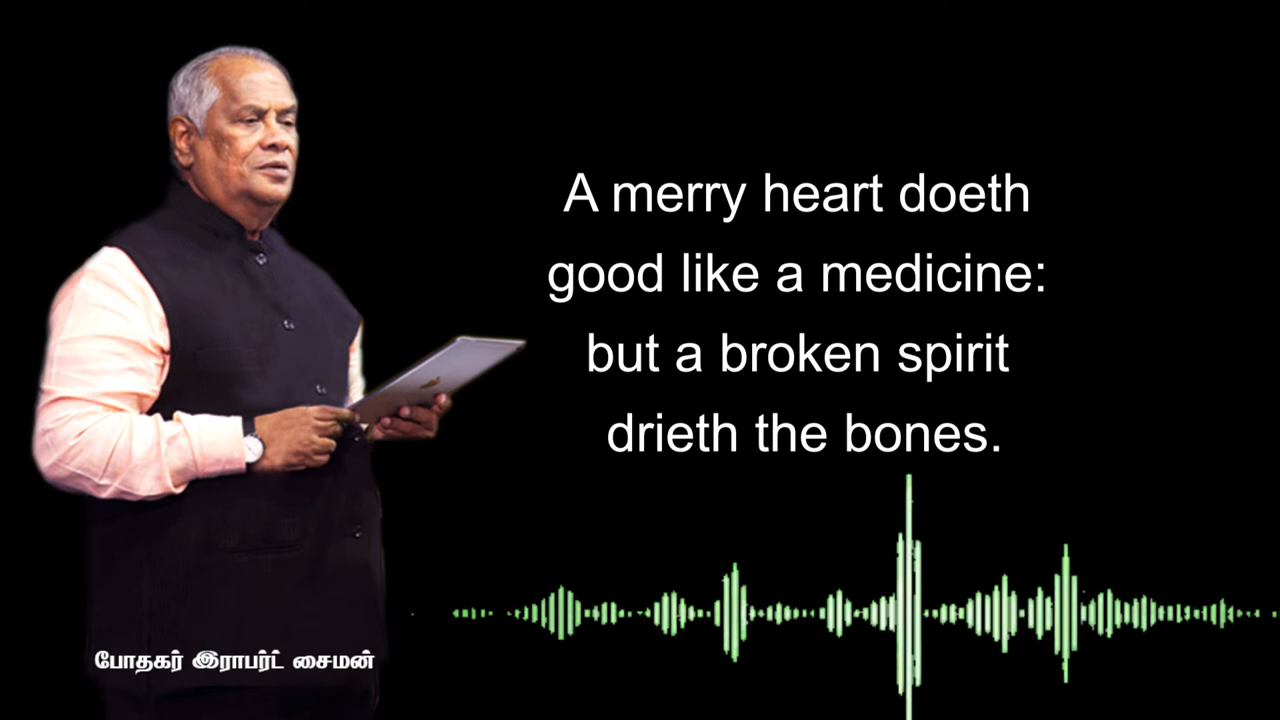 A merry heart doeth
good like a medicine:
but a broken spirit
drieth the bones.
போதகர் இராபர்ட் சைமன்